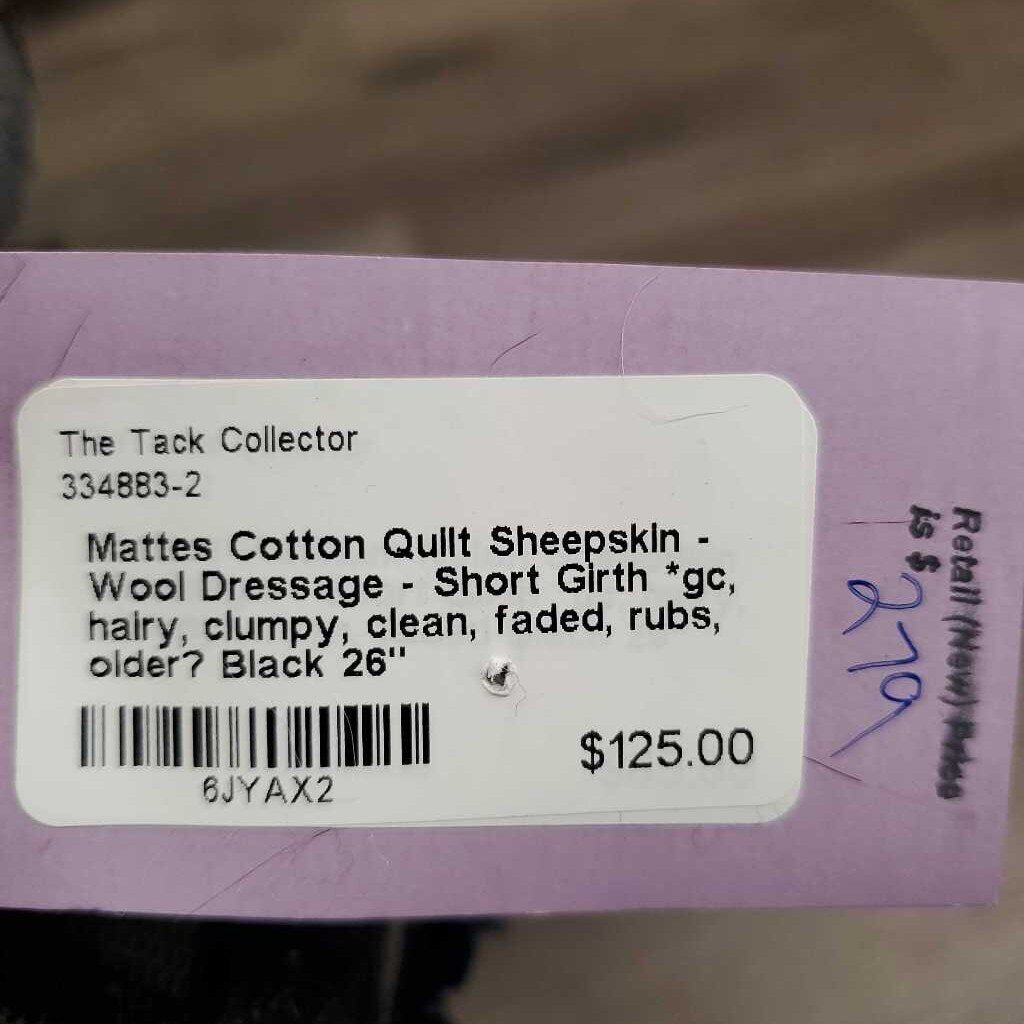 The Tack Collector
334883-2
Mattes Cotton Quilt Sheepskin -
Wool Dressage - Short Girth *gc,
hairy, clumpy, clean, faded, rubs,
older? Black 26"
6JYAX2
$125.00
Retail (New) Price
is $
279